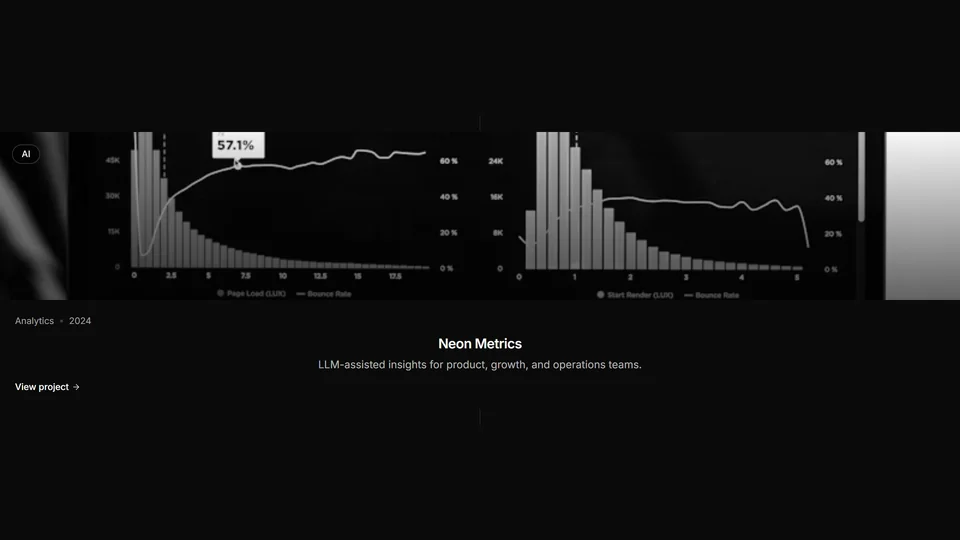 AI
57.1%
45K
30K
15K
0
0 2.5 5 7.5 10 12.5 15 17.5
60 %
40 %
20 %
0 %
Page Load (LUX) Bounce Rate
24K
16K
8K
0
0 1 2 3 4 5
60 %
40 %
20 %
0 %
Start Render (LUX) Bounce Rate
Analytics • 2024
Neon Metrics
LLM-assisted insights for product, growth, and operations teams.
View project →